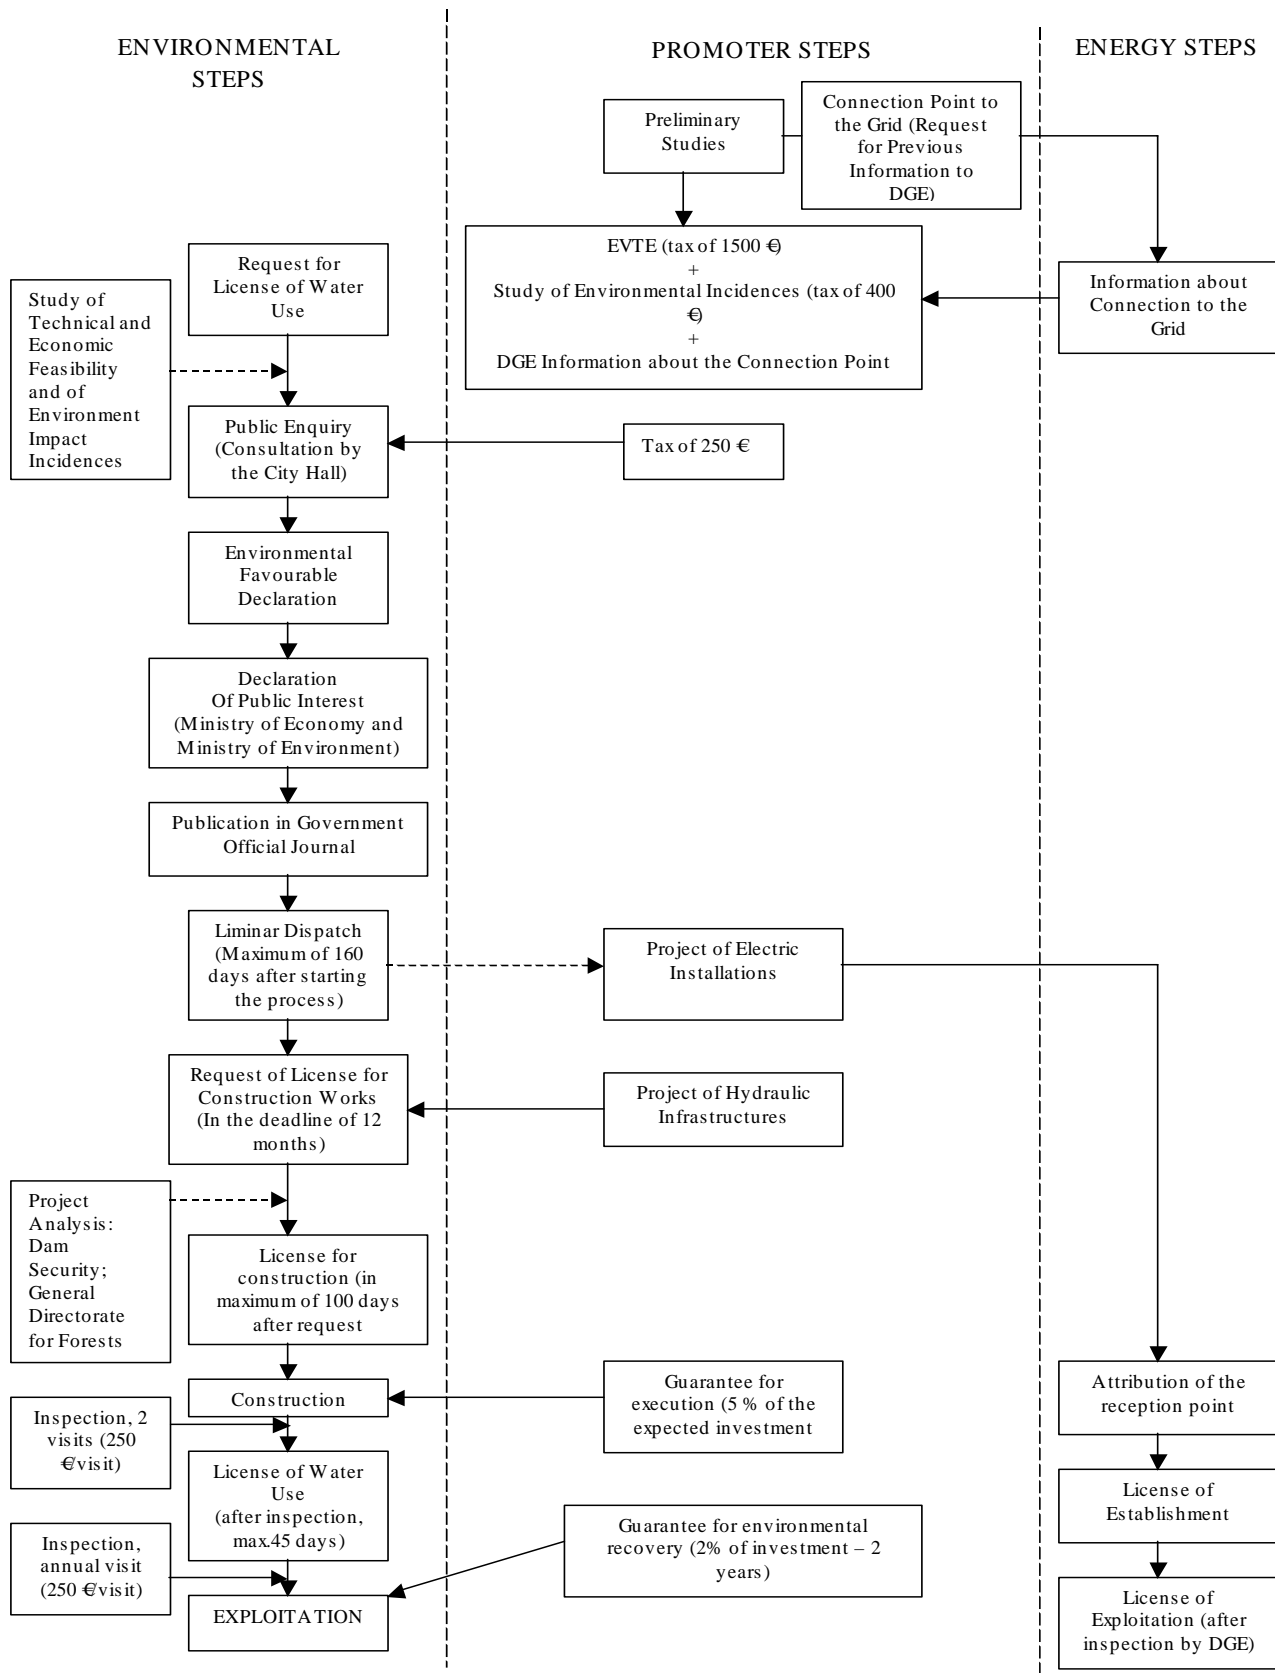 ENVIRONMENTAL
STEPS
PROMOTER STEPS
ENERGY STEPS
Preliminary
Studies
Connection Point to
the Grid (Request
for Previous
Information to
DGE)
EVTE (tax of 1500 €)
+
Study of Environmental Incidences (tax of 400
€)
+
DGE Information about the Connection Point
Information about
Connection to the
Grid
Request for
License of Water
Use
Study of
Technical and
Economic
Feasibility
and of
Environment
Impact
Incidences
Public Enquiry
(Consultation by
the City Hall)
Tax of 250 €
Environmental
Favourable
Declaration
Declaration
Of Public Interest
(Ministry of Economy and
Ministry of Environment)
Publication in Government
Official Journal
Liminar Dispatch
(Maximum of 160
days after starting
the process)
Project of Electric
Installations
Request of License for
Construction Works
(In the deadline of 12
months)
Project of Hydraulic
Infrastructures
Project
Analysis:
Dam
Security;
General
Directorate
for Forests
License for
construction (in
maximum of 100 days
after request
Construction
Guarantee for
execution (5 % of the
expected investment
Attribution of the
reception point
Inspection, 2
visits (250
€/visit)
License of Water
Use
(after inspection,
max.45 days)
License of
Establishment
Inspection,
annual visit
(250 €/visit)
Guarantee for environmental
recovery (2% of investment – 2
years)
EXPLOITATION
License of
Exploitation (after
inspection by DGE)